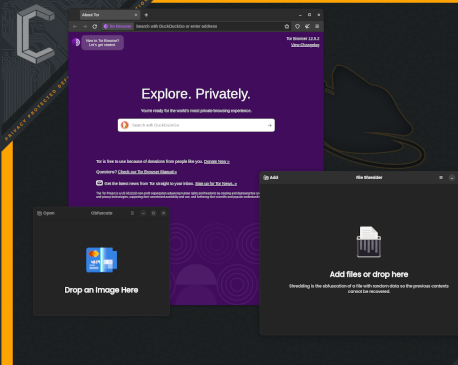 PRIVACY PROTECTED
About Tor
Tor Browser
Search with DuckDuckGo or enter address
New to Tor Browser?
Let's get started.
Tor Browser 12.0.2
View Changelog
Explore. Privately.
You're ready for the world's most private browsing experience.
Search with DuckDuckGo
Tor is free to use because of donations from people like you. Donate Now »
Questions? Check our Tor Browser Manual »
Get the latest news from Tor straight to your inbox. Sign up for Tor News. »
Open
Obfuscate
Drop an Image Here
Add
File Shredder
Add files or drop here
Shredding is the obfuscation of a file with random data so the previous contents
cannot be recovered.